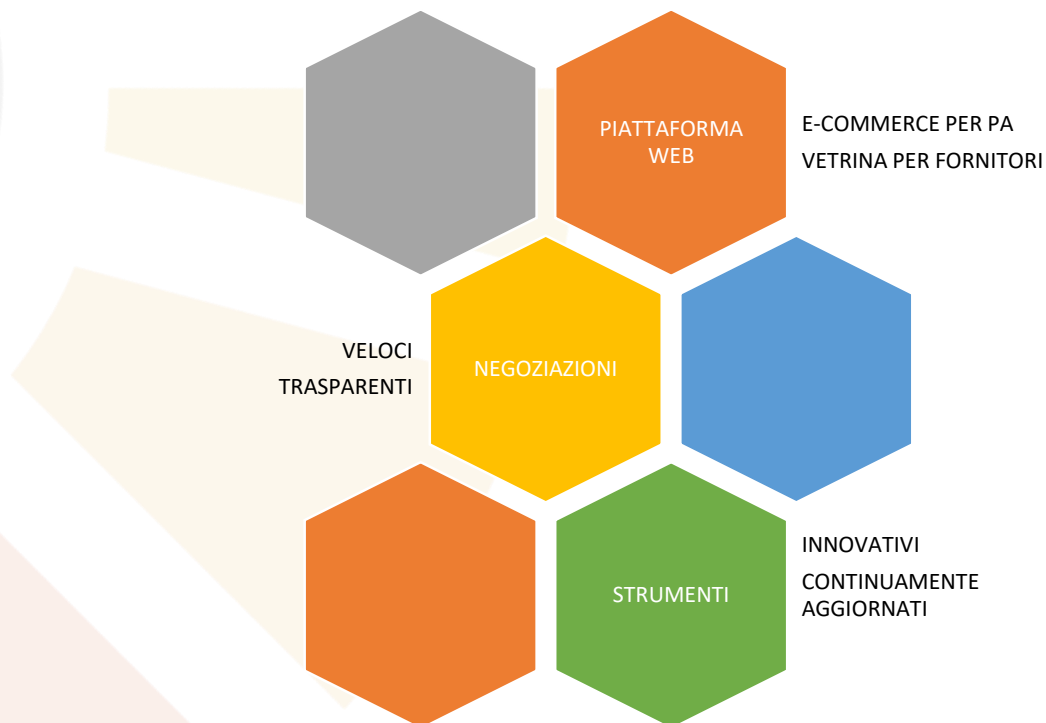 PIATTAFORMA
WEB
E-COMMERCE PER PA
VETRINA PER FORNITORI
VELOCI
TRASPARENTI
NEGOZIAZIONI
STRUMENTI
INNOVATIVI
CONTINUAMENTE
AGGIORNATI